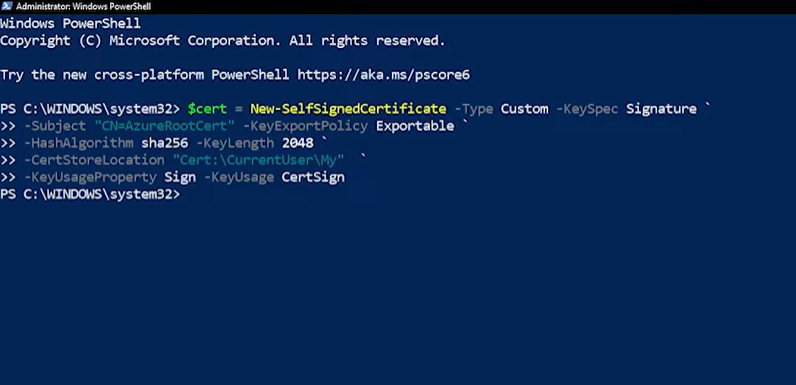 Administrator: Windows PowerShell
Windows PowerShell
Copyright (C) Microsoft Corporation. All rights reserved.
Try the new cross-platform PowerShell https://aka.ms/pscore6
PS C:\WINDOWS\system32> $cert = New-SelfSignedCertificate -Type Custom -KeySpec Signature `
>> -Subject "CN=AzureRootCert" -KeyExportPolicy Exportable `
>> -HashAlgorithm sha256 -KeyLength 2048 `
>> -CertStoreLocation "Cert:\CurrentUser\My"  `
>> -KeyUsageProperty Sign -KeyUsage CertSign
PS C:\WINDOWS\system32>